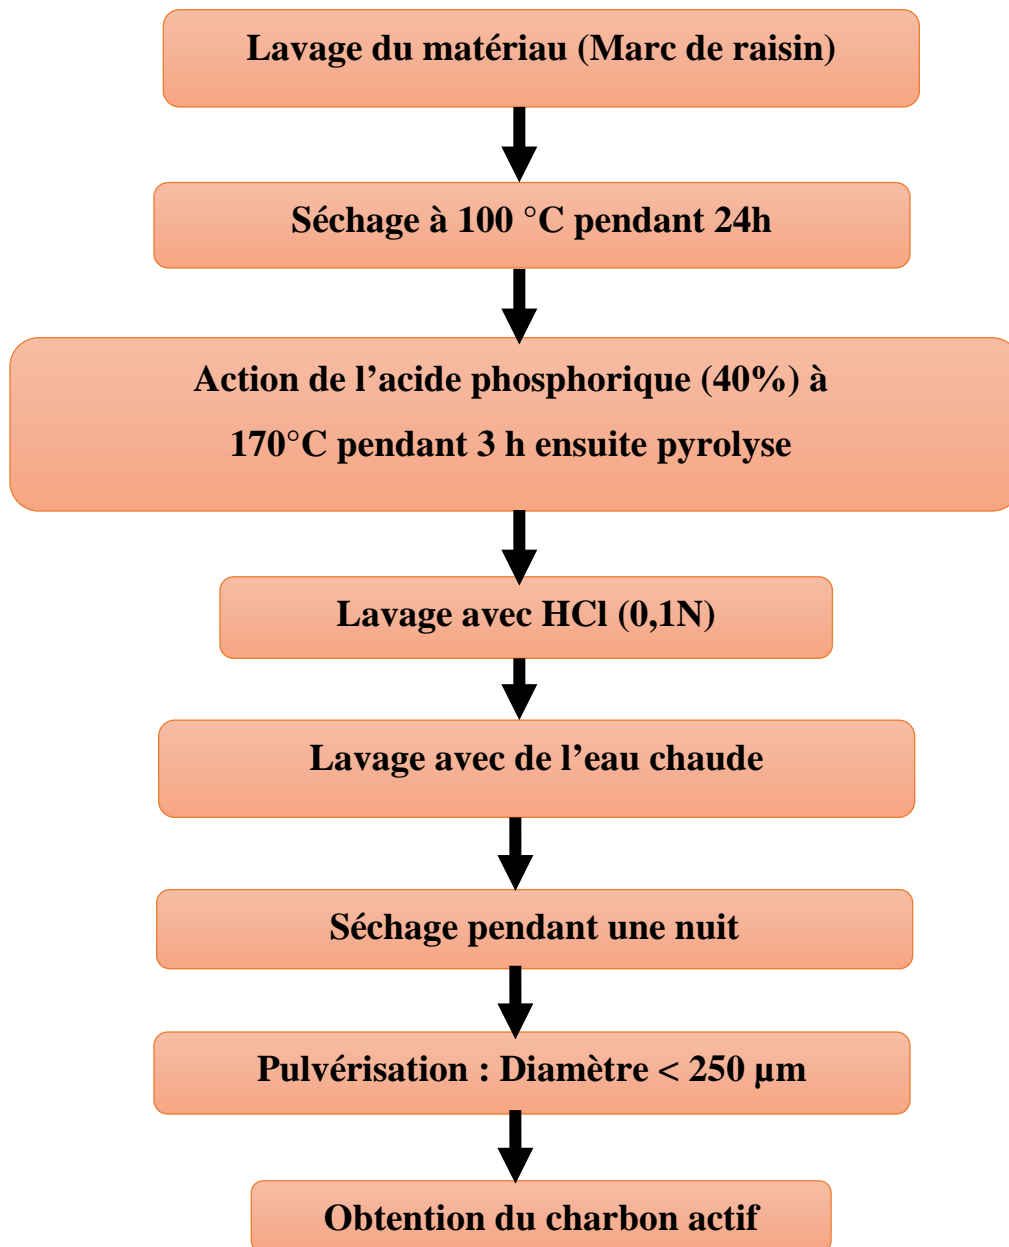 Lavage du matériau (Marc de raisin)
Séchage à 100 °C pendant 24h
Action de l’acide phosphorique (40%) à
170°C pendant 3 h ensuite pyrolyse
Lavage avec HCl (0,1N)
Lavage avec de l’eau chaude
Séchage pendant une nuit
Pulvérisation : Diamètre < 250 µm
Obtention du charbon actif